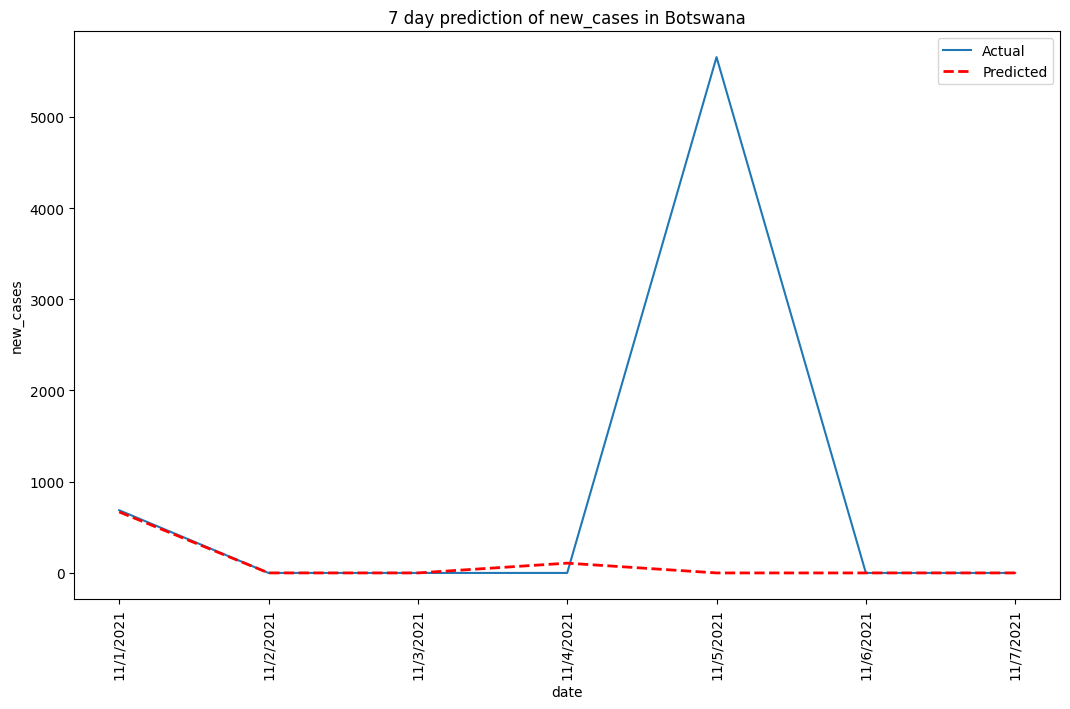 7 day prediction of new_cases in Botswana
Actual
Predicted
5000
4000
3000
2000
1000
0
new_cases
11/1/2021
11/2/2021
11/3/2021
11/4/2021
11/5/2021
11/6/2021
11/7/2021
date